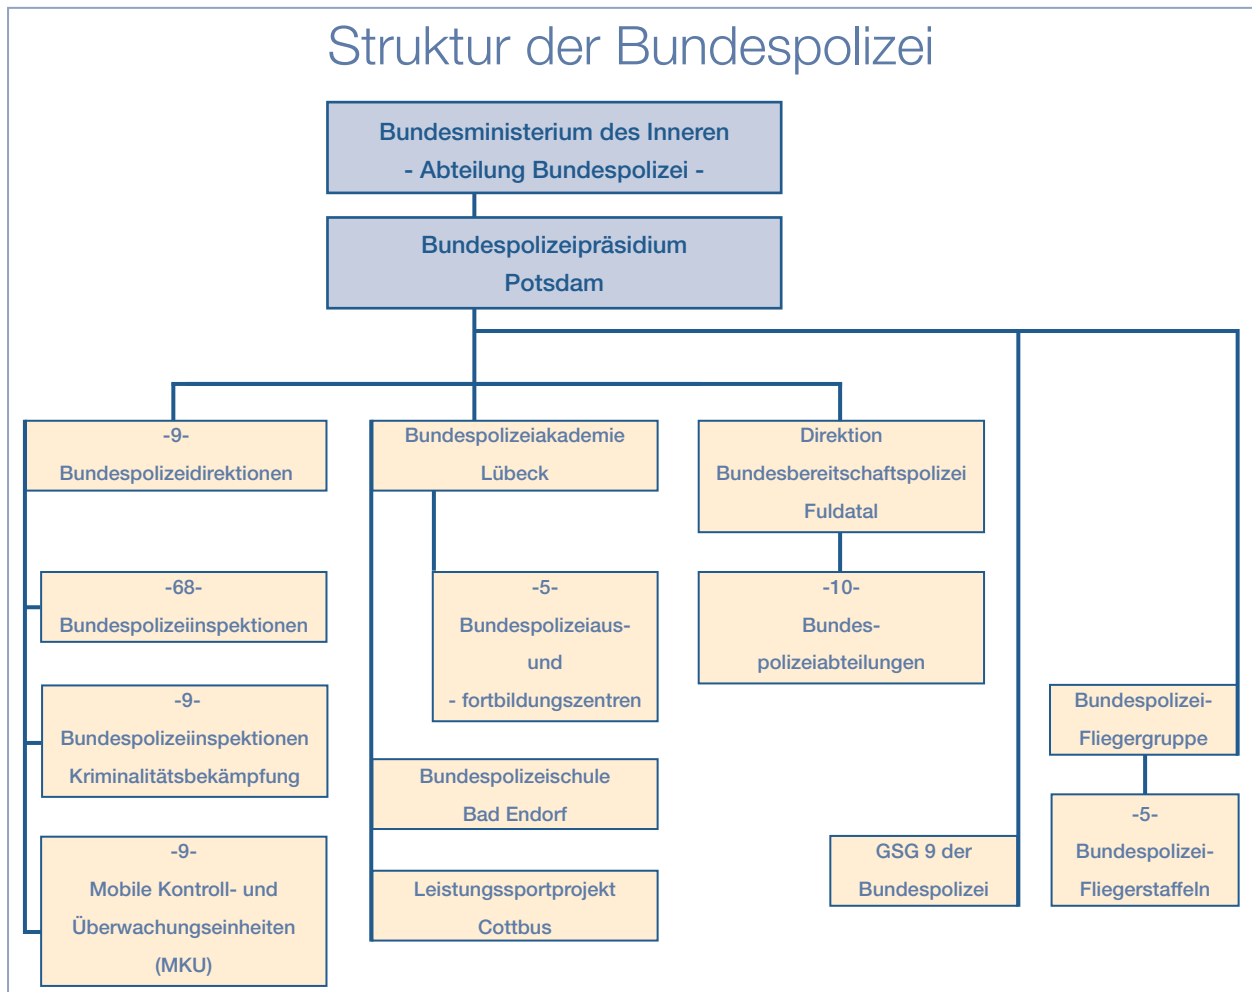 Struktur der Bundespolizei
Bundesministerium des Inneren
- Abteilung Bundespolizei -
Bundespolizeipräsidium
Potsdam
-9-
Bundespolizeidirektionen
-68-
Bundespolizeiinspektionen
-9-
Bundespolizeiinspektionen
Kriminalitätsbekämpfung
-9-
Mobile Kontroll- und
Überwachungseinheiten
(MKU)
Bundespolizeiakademie
Lübeck
-5-
Bundespolizeiaus-
und
- fortbildungszentren
Bundespolizeischule
Bad Endorf
Leistungssportprojekt
Cottbus
Direktion
Bundesbereitschaftspolizei
Fuldatal
-10-
Bundes-
polizeiabteilungen
GSG 9 der
Bundespolizei
Bundespolizei-
Fliegergruppe
-5-
Bundespolizei-
Fliegerstaffeln